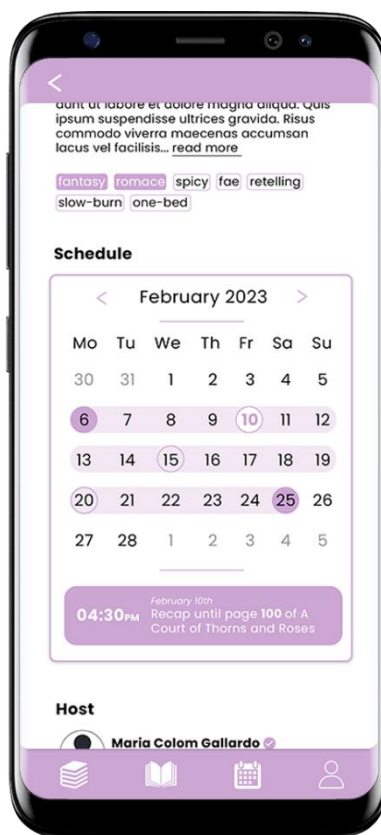 dunt ut labore et dolore magna aliqua. Quis
ipsum suspendisse ultrices gravida. Risus
commodo viverra maecenas accumsan
lacus vel facilisis... read more
fantasy romace spicy fae retelling
slow-burn one-bed
Schedule
< February 2023 >
Mo Tu We Th Fr Sa Su
30 31 1 2 3 4 5
6 7 8 9 10 11 12
13 14 15 16 17 18 19
20 21 22 23 24 25 26
27 28 1 2 3 4 5
February 10th
04:30PM Recap until page 100 of A
Court of Thorns and Roses
Host
Maria Colom Gallardo